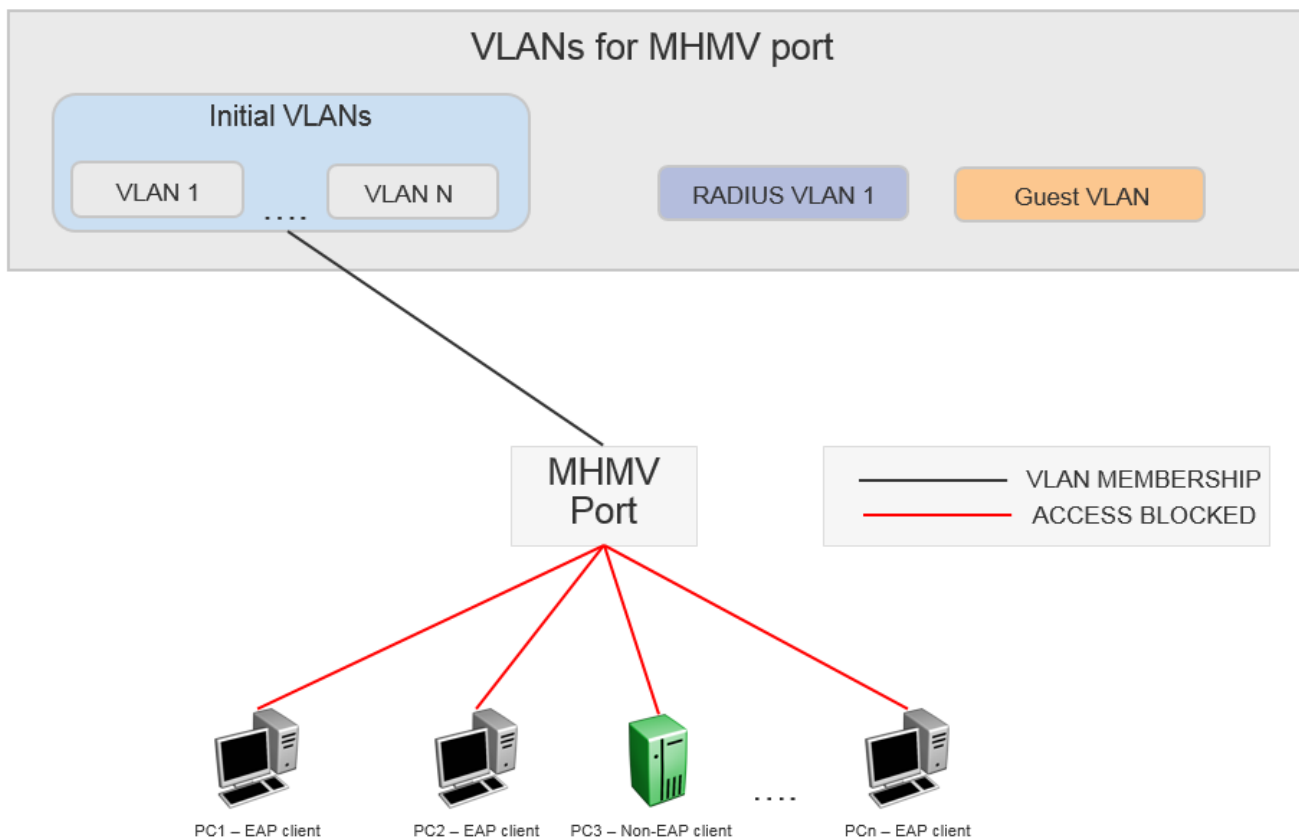 VLANs for MHMV port
Initial VLANs
VLAN 1
....
VLAN N
RADIUS VLAN 1
Guest VLAN
MHMV
Port
VLAN MEMBERSHIP
ACCESS BLOCKED
....
PC1 – EAP client
PC2 – EAP client
PC3 – Non-EAP client
PCn – EAP client